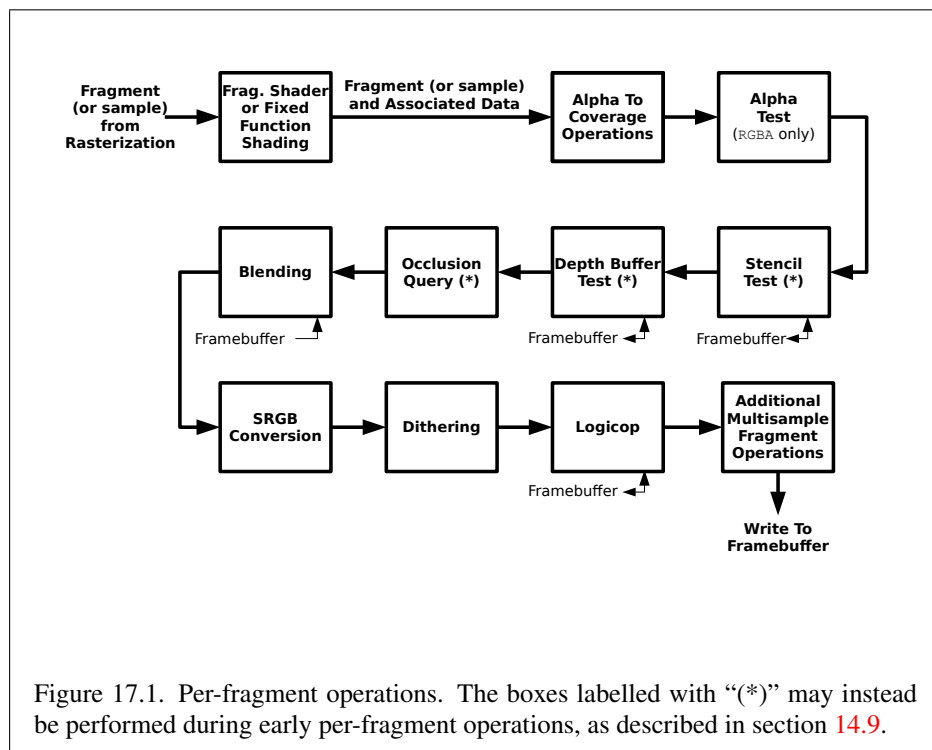 Fragment
(or sample)
from
Rasterization
Frag. Shader
or Fixed
Function
Shading
Fragment (or sample)
and Associated Data
Alpha To
Coverage
Operations
Alpha
Test
(RGBA only)
Blending
Occlusion
Query (*)
Depth Buffer
Test (*)
Stencil
Test (*)
Framebuffer
Framebuffer
Framebuffer
SRGB
Conversion
Dithering
Logicop
Additional
Multisample
Fragment
Operations
Framebuffer
Write To
Framebuffer
Figure 17.1. Per-fragment operations. The boxes labelled with “(*)” may instead
be performed during early per-fragment operations, as described in section 14.9.